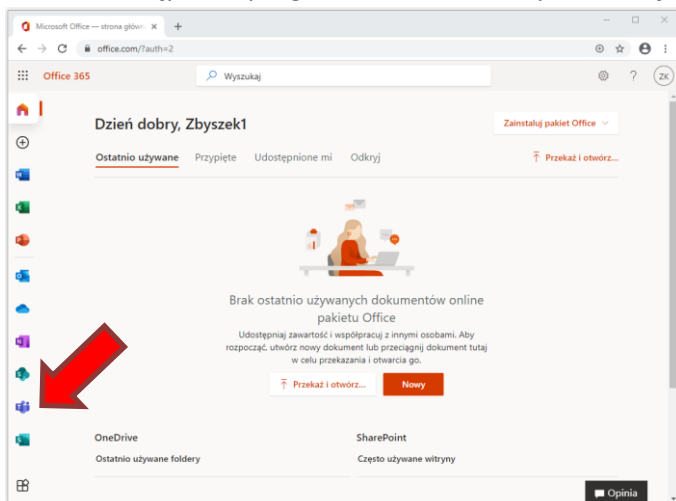 Microsoft Office — strona główn
office.com/?auth=2
Office 365
Wyszukaj
ZK
Dzień dobry, Zbyszek1
Zainstaluj pakiet Office
Ostatnio używane Przypięte Udostępnione mi Odkryj
Przekaż i otwórz...
Brak ostatnio używanych dokumentów online
pakietu Office
Udostępniaj zawartość i współpracuj z innymi osobami. Aby
rozpocząć, utwórz nowy dokument lub przeciągnij dokument tutaj
w celu przekazania i otwarcia go.
Przekaż i otwórz... Nowy
OneDrive SharePoint
Ostatnio używane foldery Często używane witryny
Opinia